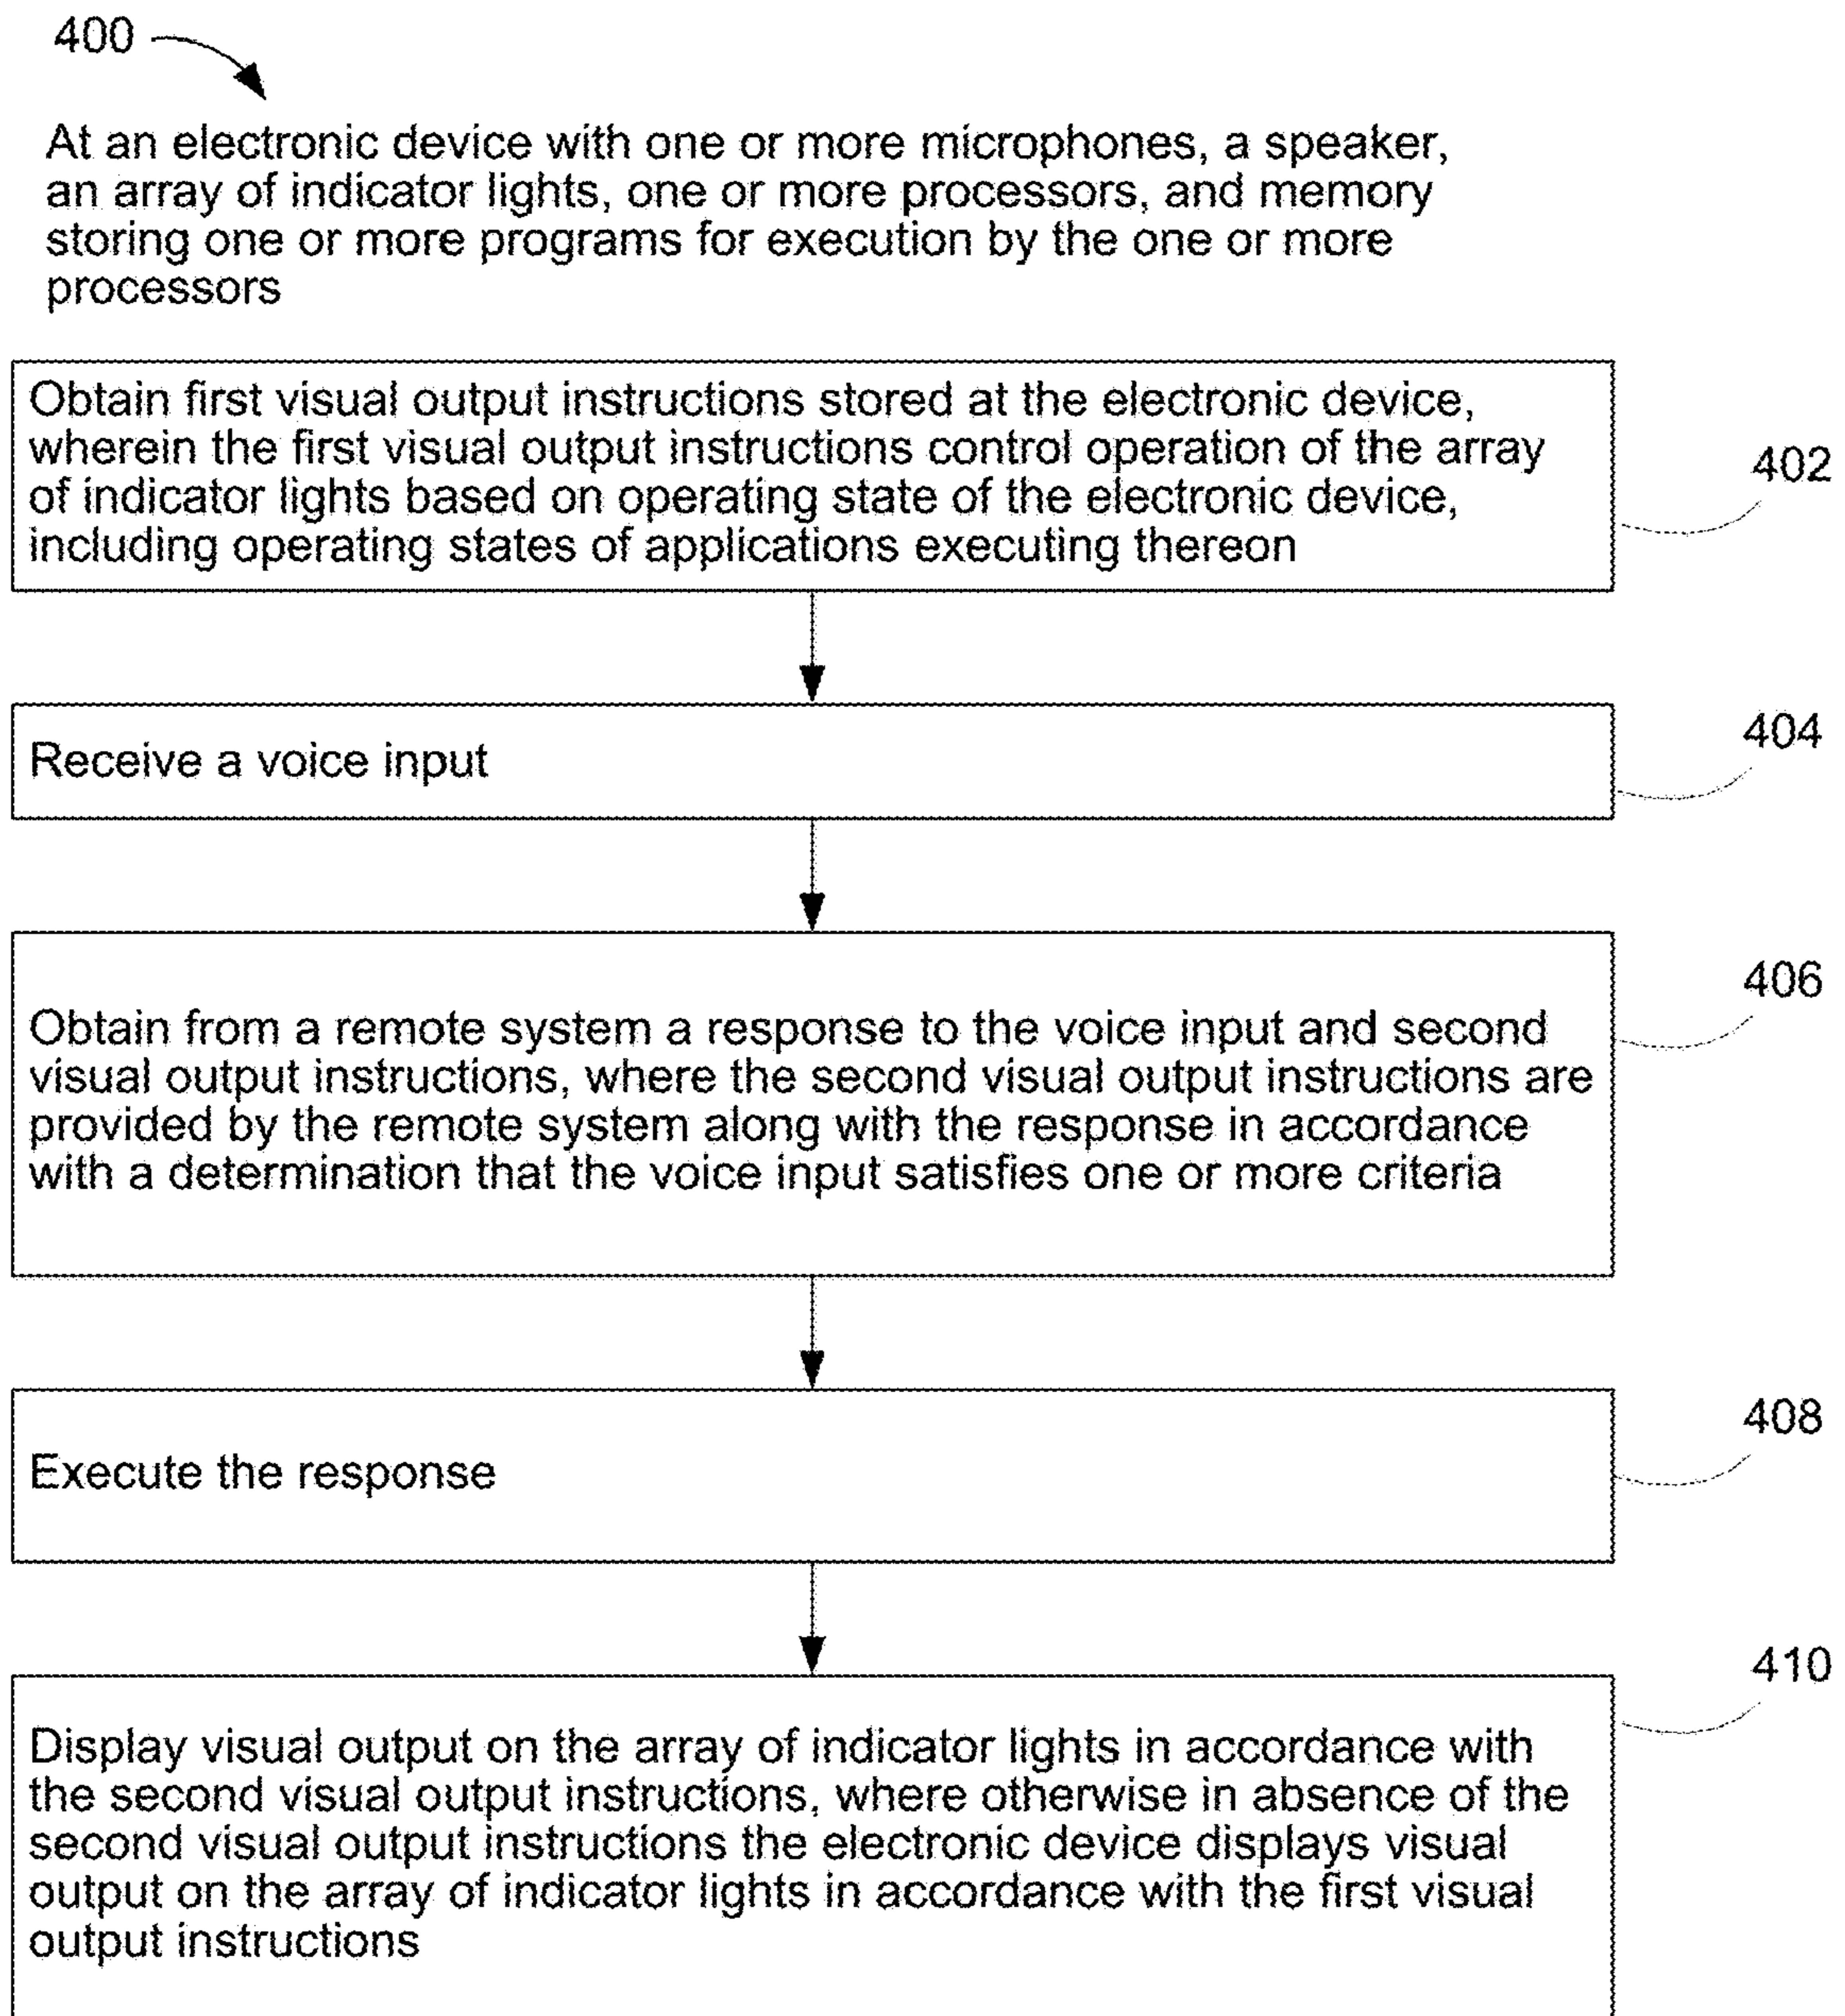 400
At an electronic device with one or more microphones, a speaker,
an array of indicator lights, one or more processors, and memory
storing one or more programs for execution by the one or more
processors
Obtain first visual output instructions stored at the electronic device,
wherein the first visual output instructions control operation of the array
of indicator lights based on operating state of the electronic device,
including operating states of applications executing thereon
402
Receive a voice input
404
Obtain from a remote system a response to the voice input and second
visual output instructions, where the second visual output instructions are
provided by the remote system along with the response in accordance
with a determination that the voice input satisfies one or more criteria
406
Execute the response
408
Display visual output on the array of indicator lights in accordance with
the second visual output instructions, where otherwise in absence of the
second visual output instructions the electronic device displays visual
output on the array of indicator lights in accordance with the first visual
output instructions
410